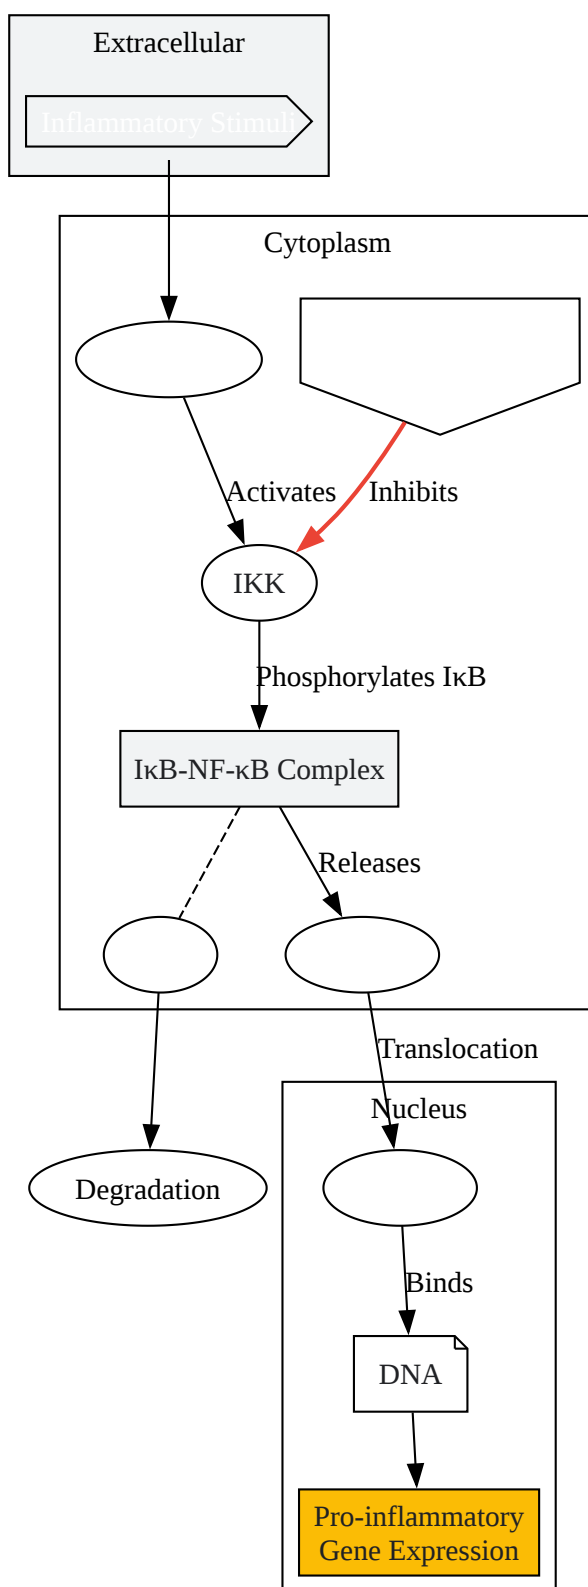 Extracellular
Inflammatory Stimuli
Cytoplasm
Activates
Inhibits
IKK
Phosphorylates IκB
IκB-NF-κB Complex
Releases
Translocation
Nucleus
Degradation
Binds
DNA
Pro-inflammatory
Gene Expression